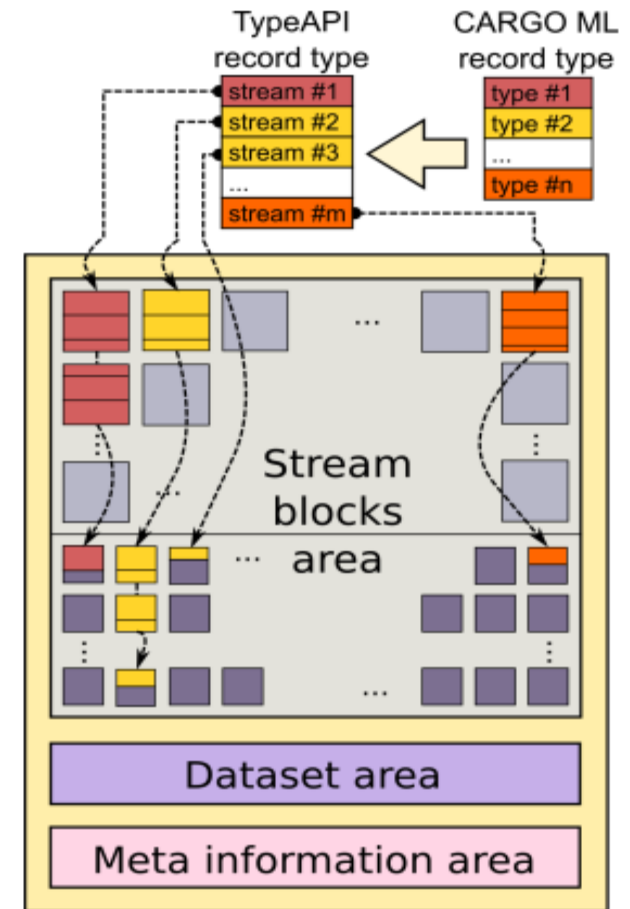 TypeAPI
record type
CARGO ML
record type
stream #1
stream #2
stream #3
...
stream #m
type #1
type #2
...
type #n
...
...
Stream
blocks
area
...
...
Dataset area
Meta information area